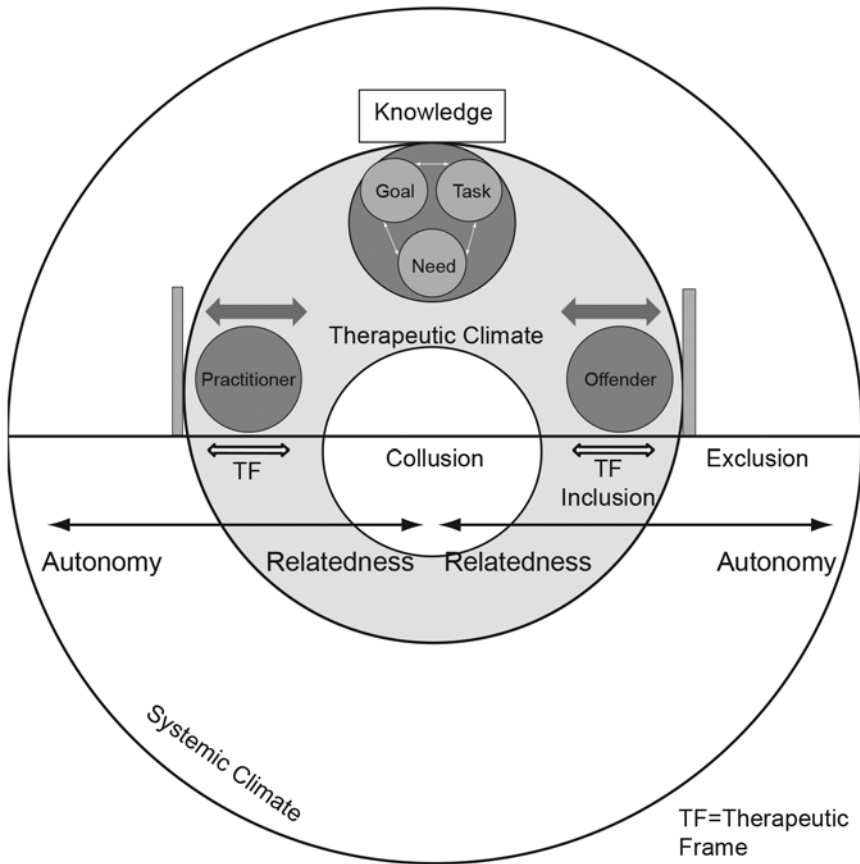 Knowledge
Goal Task
Need
Therapeutic Climate
Practitioner
Offender
TF
Collusion
TF
Inclusion
Exclusion
Autonomy Relatedness Relatedness Autonomy
Systemic Climate
TF=Therapeutic
Frame